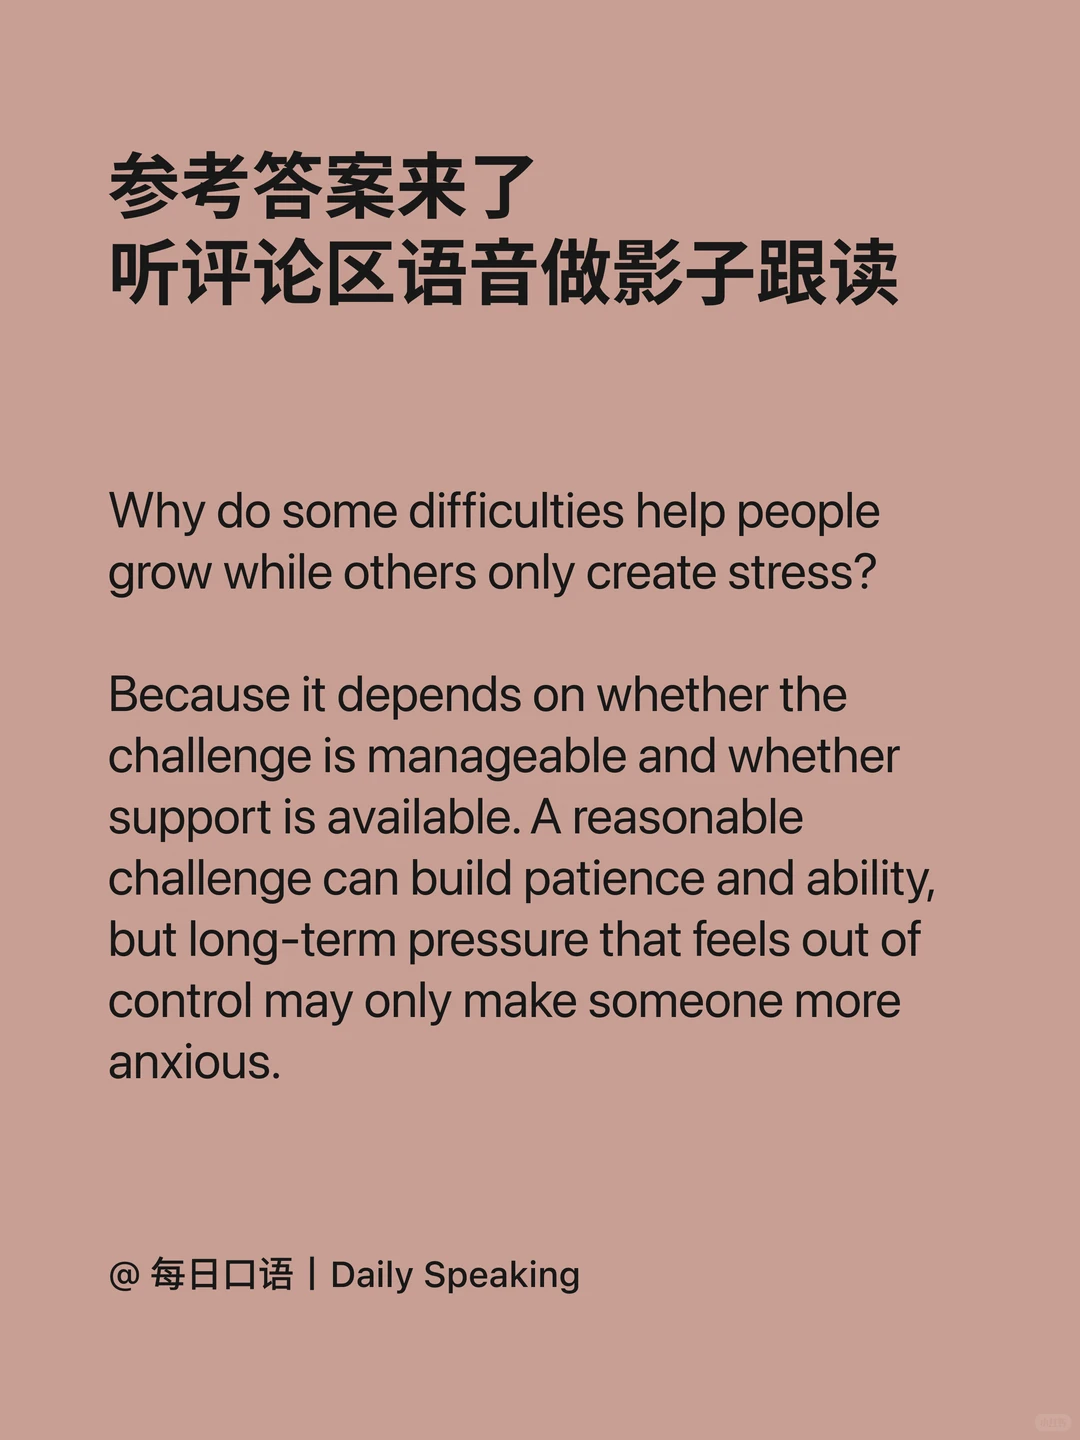 参考答案来了
听评论区语音做影子跟读
Why do some difficulties help people
grow while others only create stress?
Because it depends on whether the
challenge is manageable and whether
support is available. A reasonable
challenge can build patience and ability,
but long-term pressure that feels out of
control may only make someone more
anxious.
@ 每日口语 | Daily Speaking